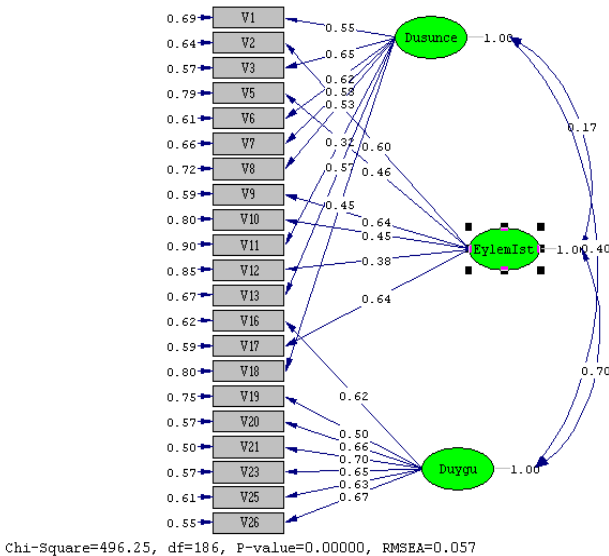 0.69 V1
0.64 V2
0.57 V3
0.79 V5
0.61 V6
0.66 V7
0.72 V8
0.59 V9
0.80 V10
0.90 V11
0.85 V12
0.67 V13
0.62 V16
0.59 V17
0.80 V18
0.75 V19
0.57 V20
0.50 V21
0.57 V23
0.61 V25
0.55 V26
0.55
0.65
0.62
0.53
0.32
0.57
0.45
0.60
0.46
0.64
0.45
0.38
0.64
0.62
0.50
0.66
0.70
0.65
0.63
0.67
Dusunce 1.00
0.17
EylemIst 1.00
0.40
0.70
Duygu 1.00
Chi-Square=496.25, df=186, P-value=0.00000, RMSEA=0.057